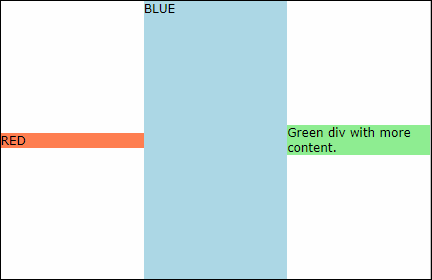 BLUE
RED
Green div with more
content.